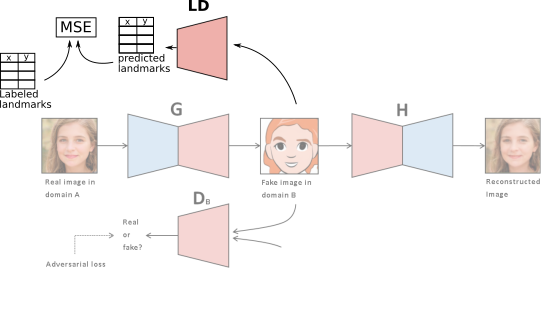 LD
MSE
x y
predicted
landmarks
x y
Labeled
landmarks
G
H
Real image in
domain A
Fake image in
domain B
Reconstructed
Image
DB
Real
or
fake?
Adversarial loss